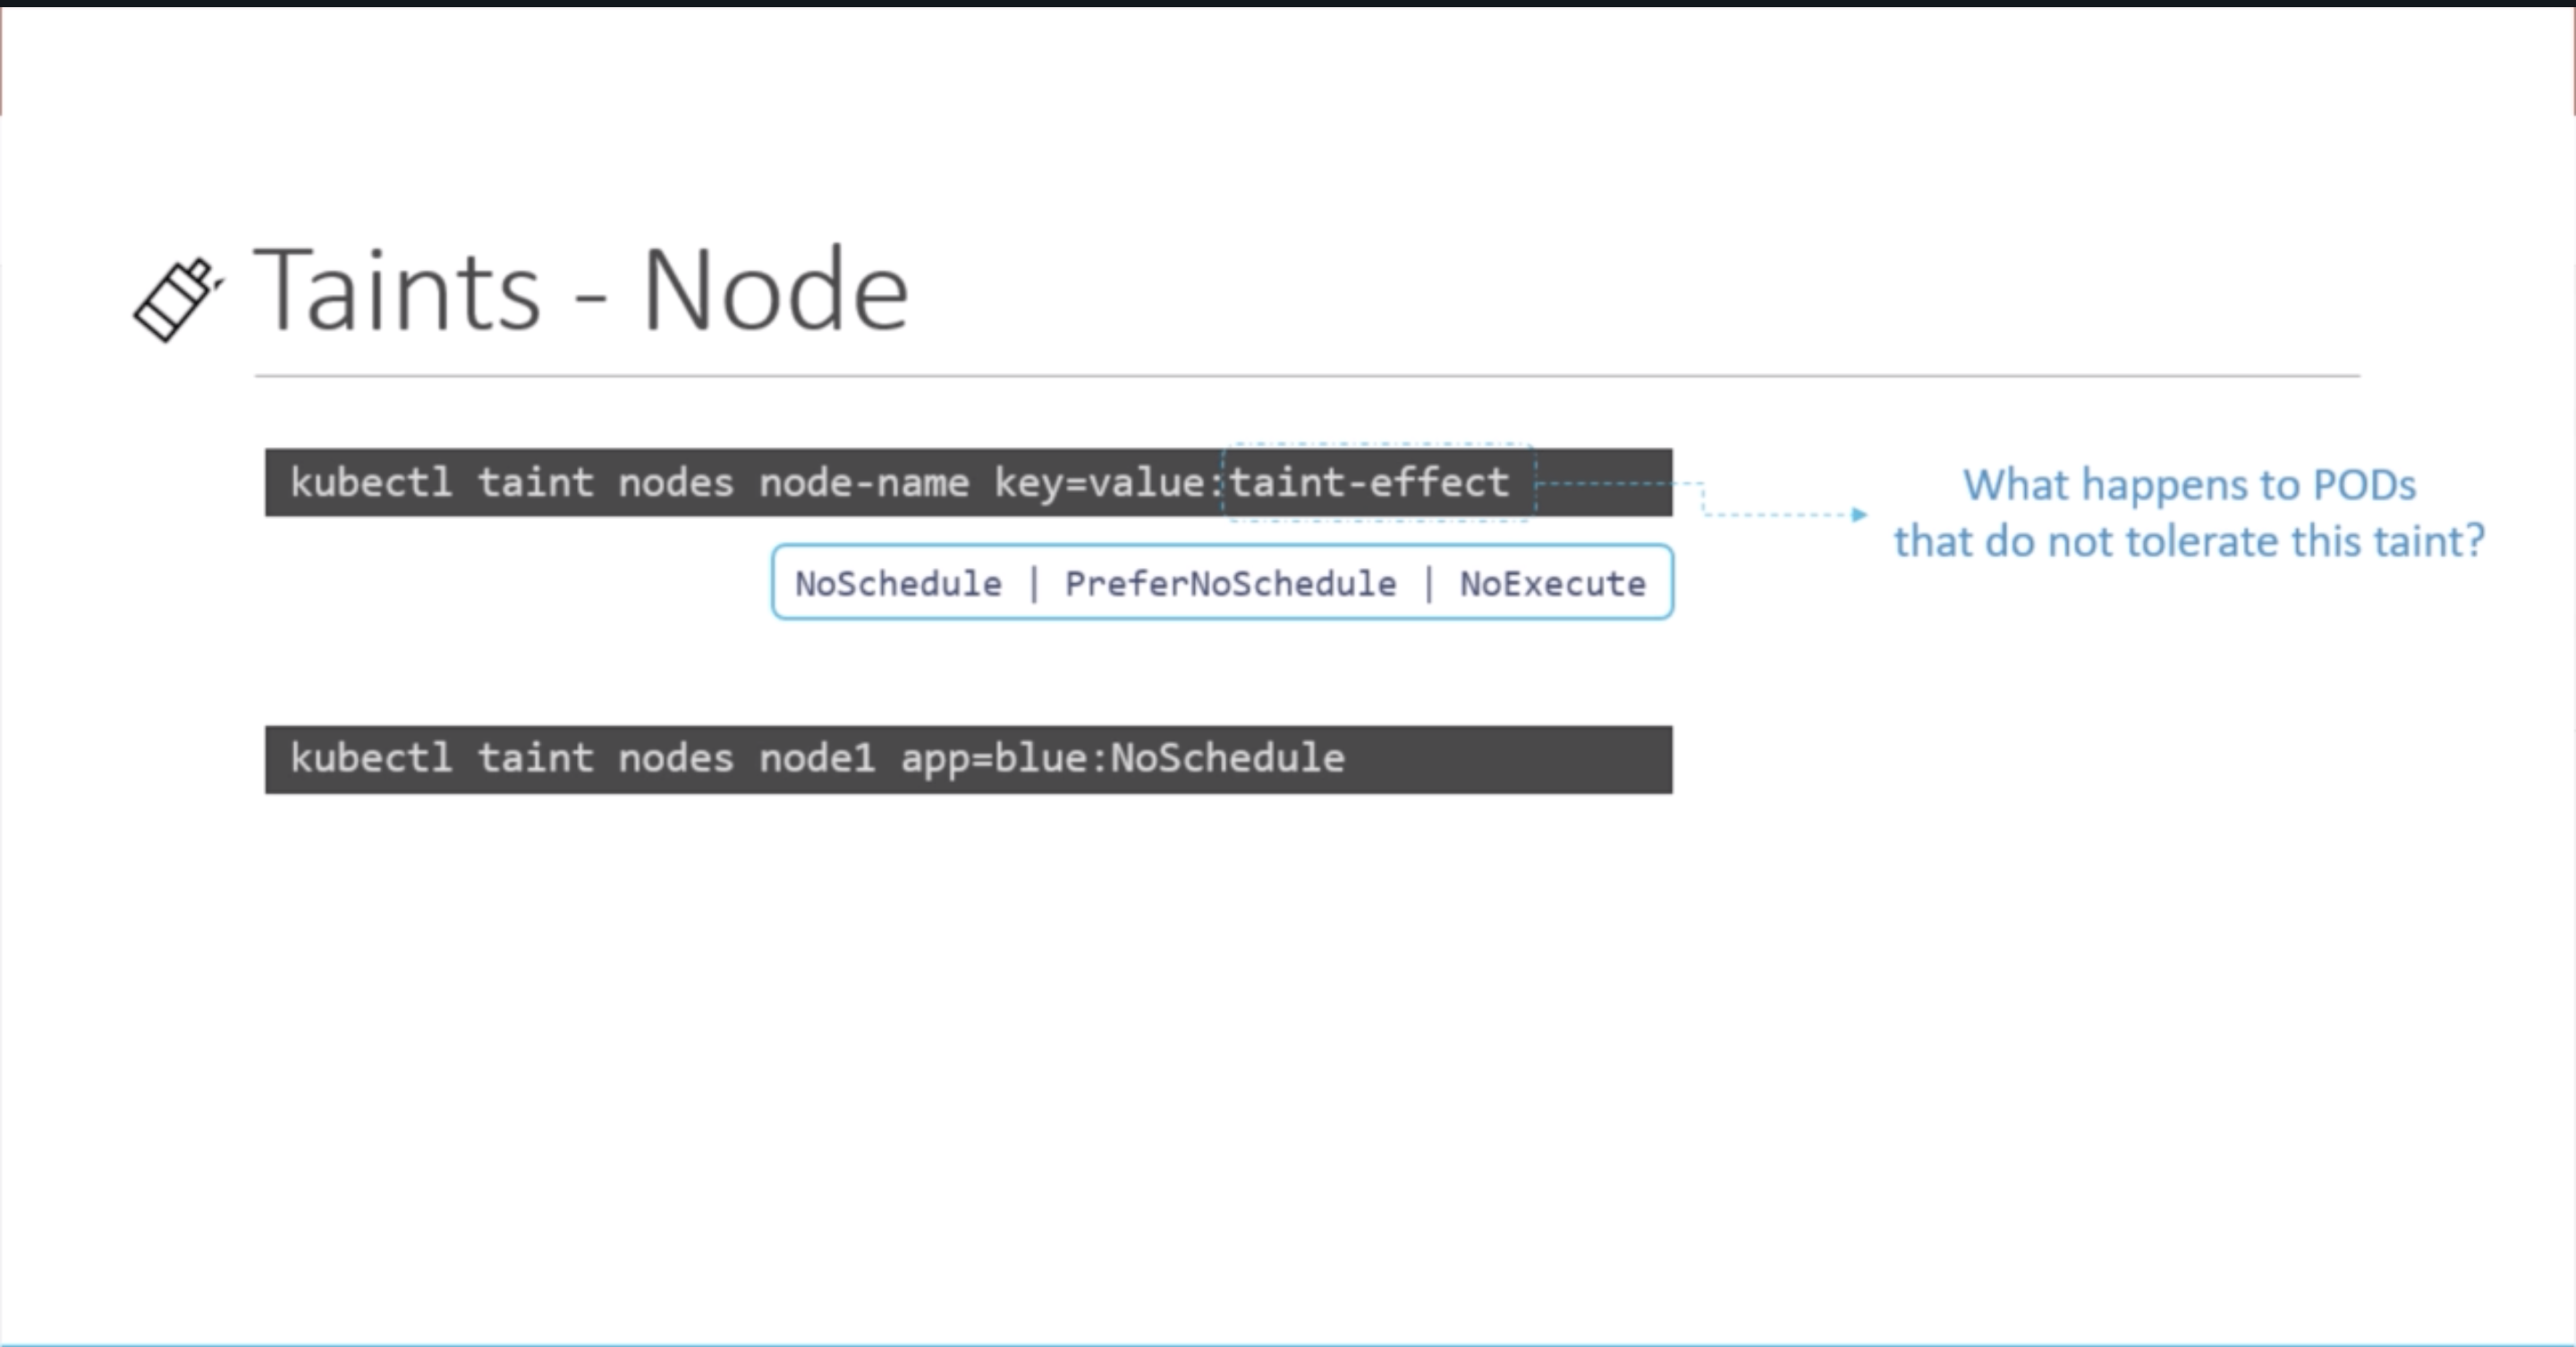 Taints - Node
kubectl taint nodes node-name key=value:taint-effect
What happens to PODs
that do not tolerate this taint?
NoSchedule | PreferNoSchedule | NoExecute
kubectl taint nodes node1 app=blue:NoSchedule